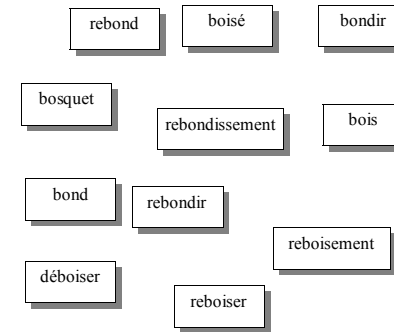 rebond
boisé
bondir
bosquet
rebondissement
bois
bond
rebondir
reboisement
déboiser
reboiser